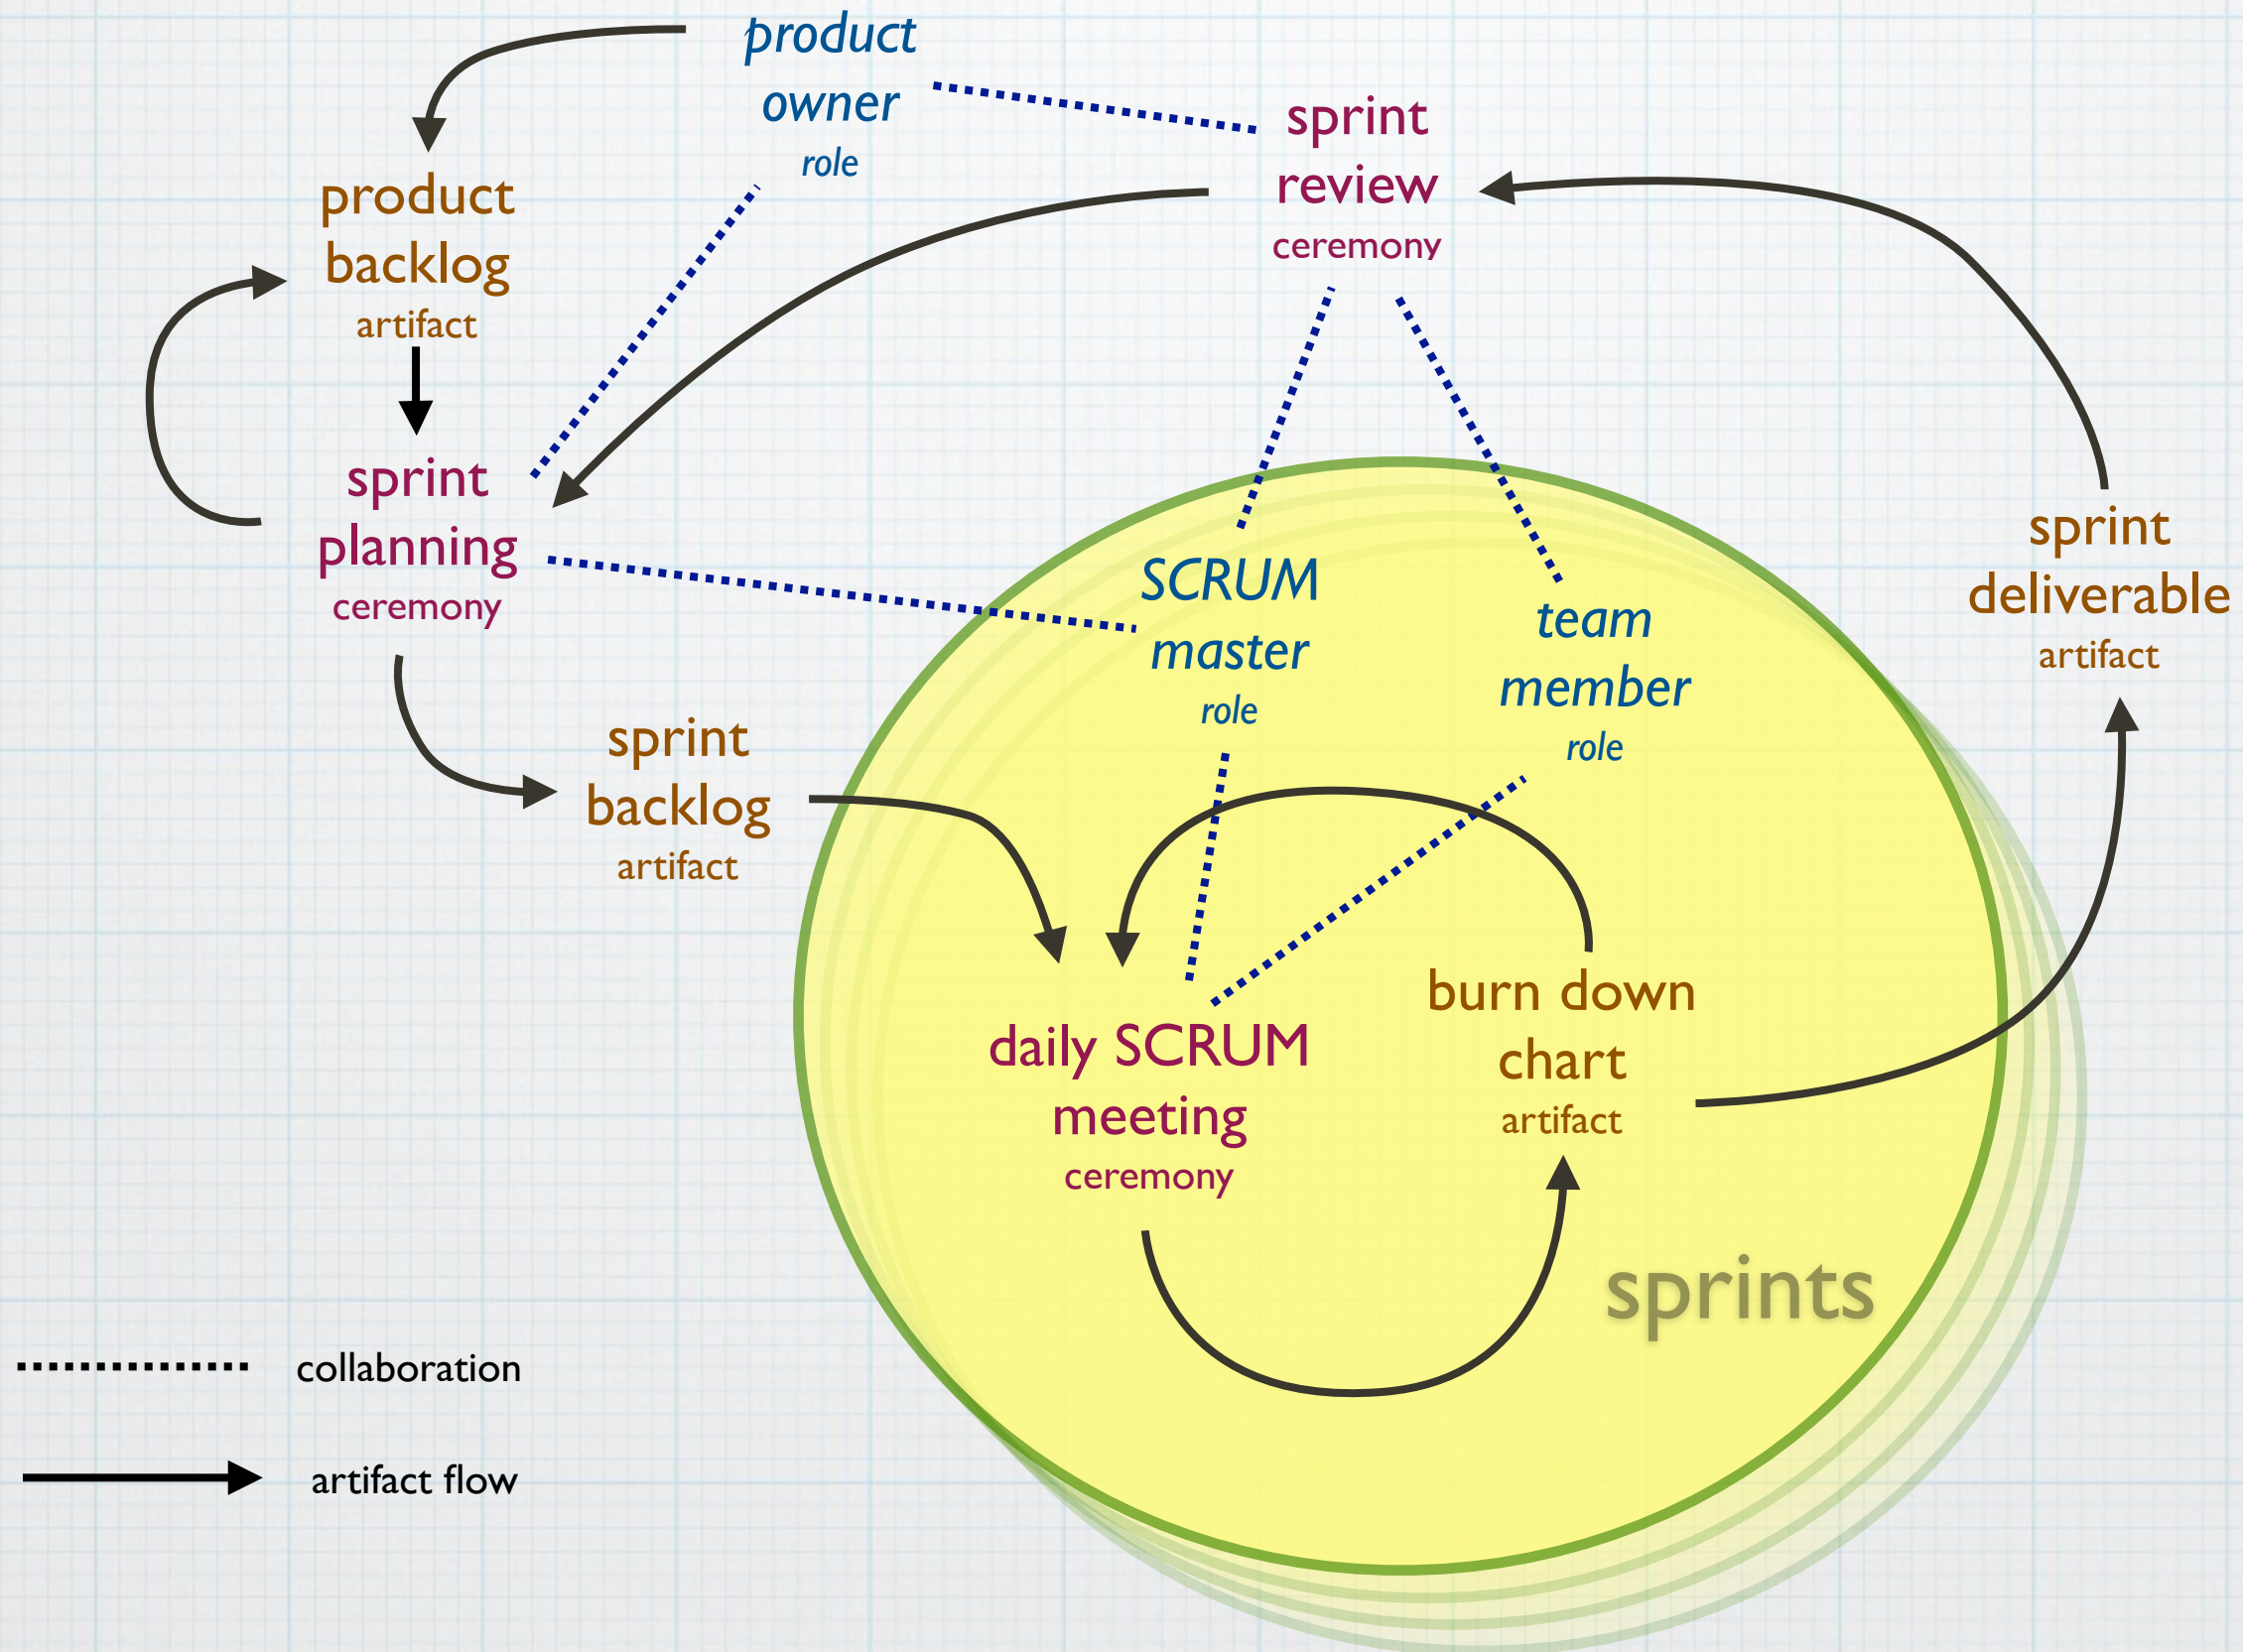 product
owner
role
sprint
review
ceremony
product
backlog
artifact
sprint
planning
ceremony
SCRUM
master
role
team
member
role
sprint
deliverable
artifact
sprint
backlog
artifact
daily SCRUM
meeting
ceremony
burn down
chart
artifact
sprints
collaboration
artifact flow